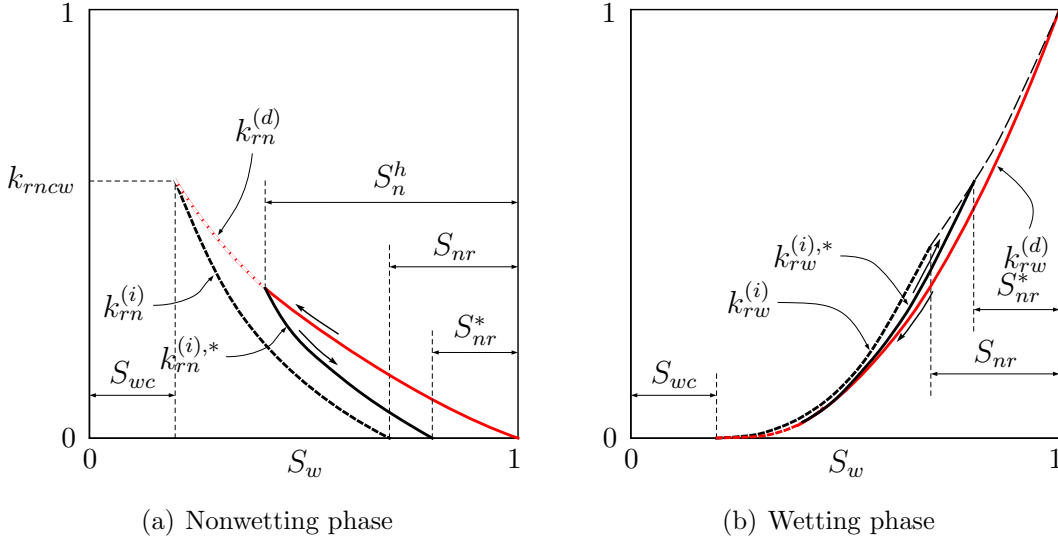 1
k_{rncw}
k_{rn}^{(d)}
S_n^h
S_{nr}
k_{rn}^{(i)}
k_{rn}^{(i),*}
S_{nr}^*
S_{wc}
0
0
S_w
1
(a) Nonwetting phase
1
k_{rw}^{(i),*}
k_{rw}^{(i)}
k_{rw}^{(d)}
S_{nr}^*
S_{nr}
S_{wc}
0
0
S_w
1
(b) Wetting phase